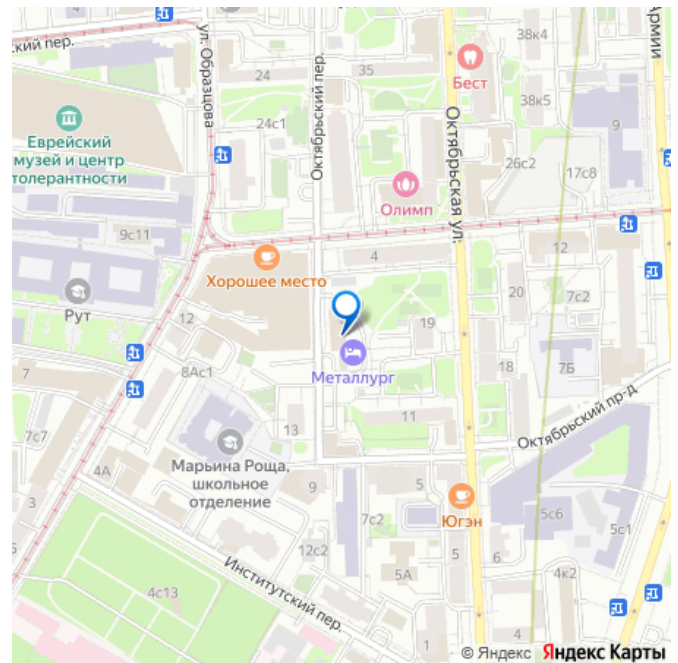 ский пер.
ул. Образцова
24
Октябрьский пер.
35
38к4
Армии
Бест
38к5
9
24с1
Еврейский
музей и центр
толерантности
Октябрьская ул.
26с2
17с8
Олимп
9с11
4
12
Хорошее место
Рут
12
20
7с2
19
7
8Ас1
Металлург
18
7Б
11
Октябрьский пр-д
7с7
13
Марьина Роща,
школьное
отделение
4А
9
5
3
Югэн
7с2
5с6
5с1
12с2
5
6
5А
4к2
4с13
Институтский пер.
1
4
© Яндекс Яндекс Карты